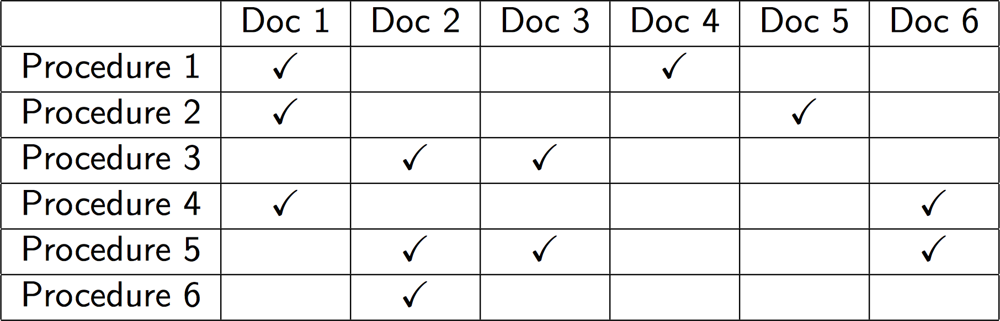 Doc 1 Doc 2 Doc 3 Doc 4 Doc 5 Doc 6
Procedure 1 ✓ ✓
Procedure 2 ✓ ✓
Procedure 3 ✓ ✓
Procedure 4 ✓ ✓
Procedure 5 ✓ ✓ ✓
Procedure 6 ✓